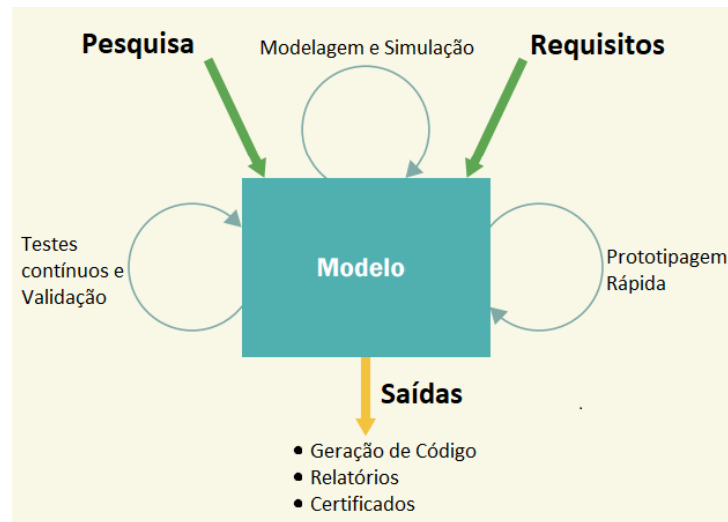 Pesquisa
Modelagem e Simulação
Requisitos
Testes
contínuos e
Validação
Modelo
Prototipagem
Rápida
Saídas
.
• Geração de Código
• Relatórios
• Certificados